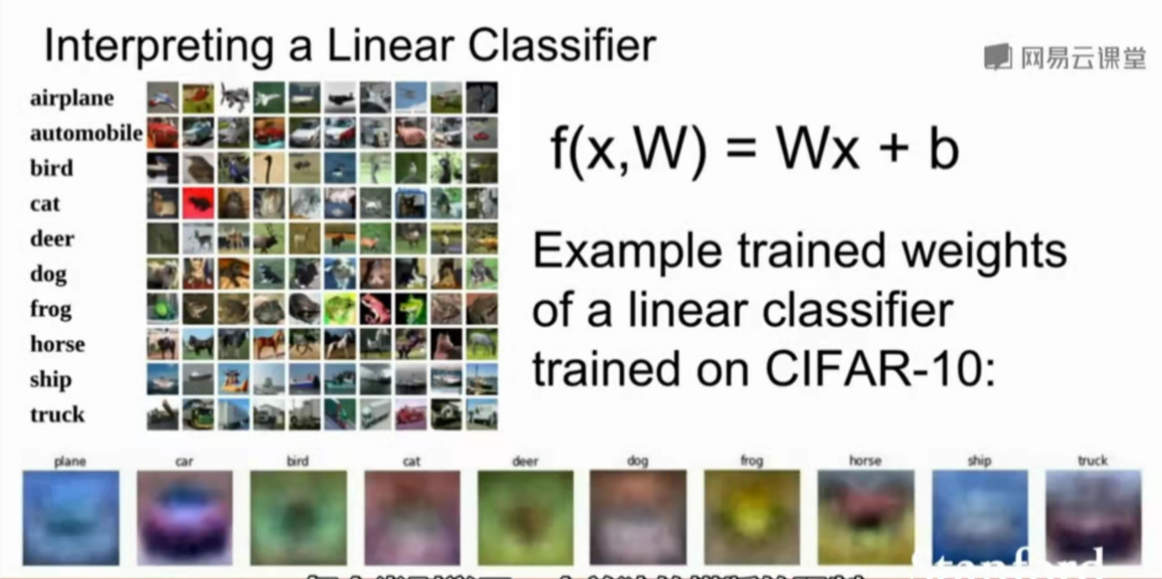 Interpreting a Linear Classifier
网易云课堂
airplane
automobile
bird
cat
deer
dog
frog
horse
ship
truck
f(x,W) = Wx + b
Example trained weights
of a linear classifier
trained on CIFAR-10:
plane car bird cat deer dog frog horse ship truck
Stanford